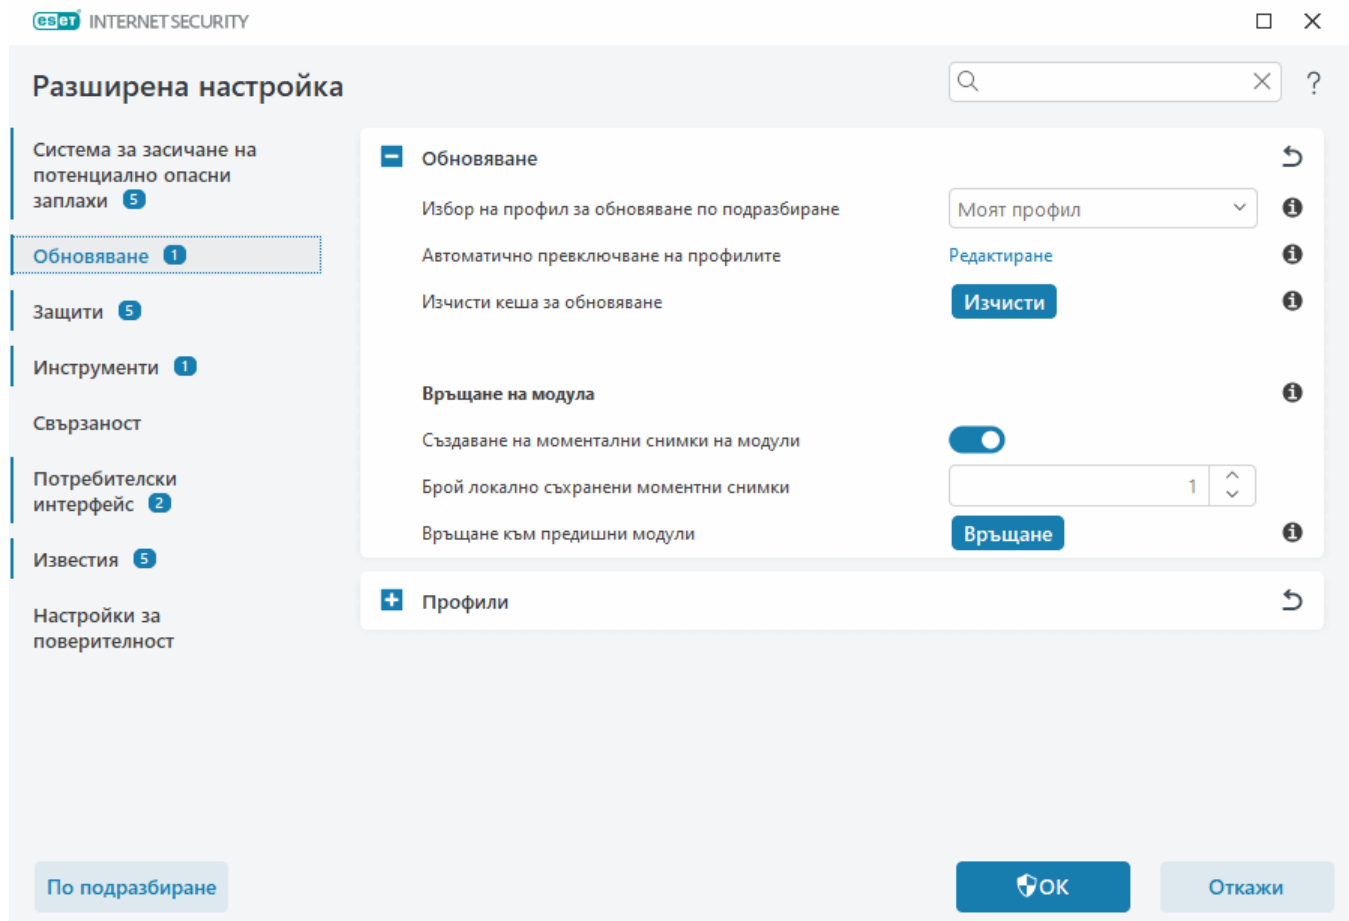 eset INTERNET SECURITY
Разширена настройка
?
Система за засичане на
потенциално опасни
заплахи 5
Обновяване 1
Защити 5
Инструменти 1
Свързаност
Потребителски
интерфейс 2
Известия 5
Настройки за
поверителност
Обновяване
Избор на профил за обновяване по подразбиране Моят профил
Автоматично превключване на профилите Редактиране
Изчисти кеша за обновяване Изчисти
Връщане на модула
Създаване на моментални снимки на модули
Брой локално съхранени моментни снимки 1
Връщане към предишни модули Връщане
Профили
По подразбиране
ОК
Откажи